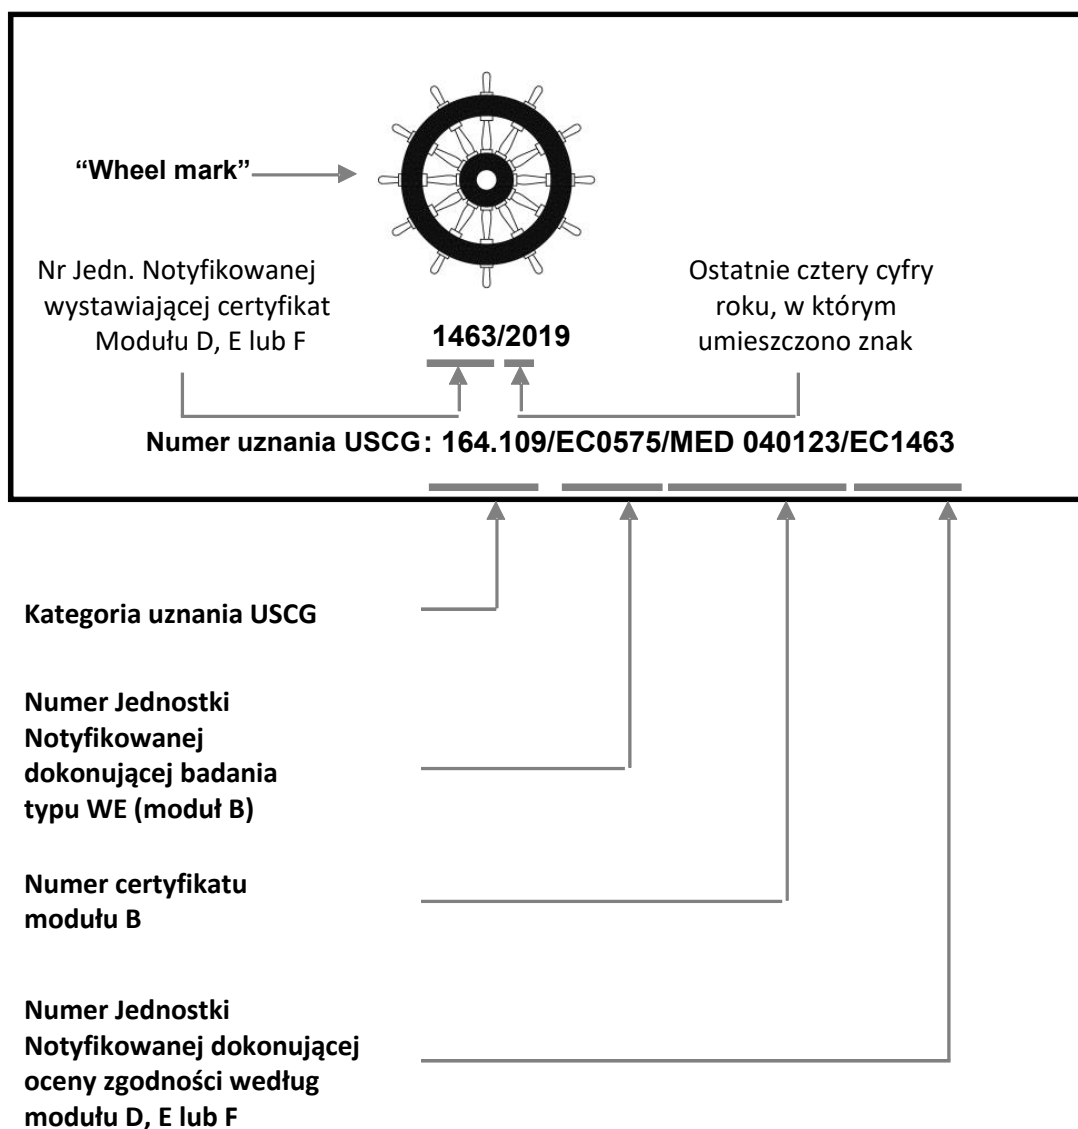 “Wheel mark”
Nr Jedn. Notyfikowanej
wystawiającej certyfikat
Modułu D, E lub F
Ostatnie cztery cyfry
roku, w którym
umieszczono znak
1463/2019
Numer uznania USCG: 164.109/EC0575/MED 040123/EC1463
Kategoria uznania USCG
Numer Jednostki
Notyfikowanej
dokonującej badania
typu WE (moduł B)
Numer certyfikatu
modułu B
Numer Jednostki
Notyfikowanej dokonującej
oceny zgodności według
modułu D, E lub F